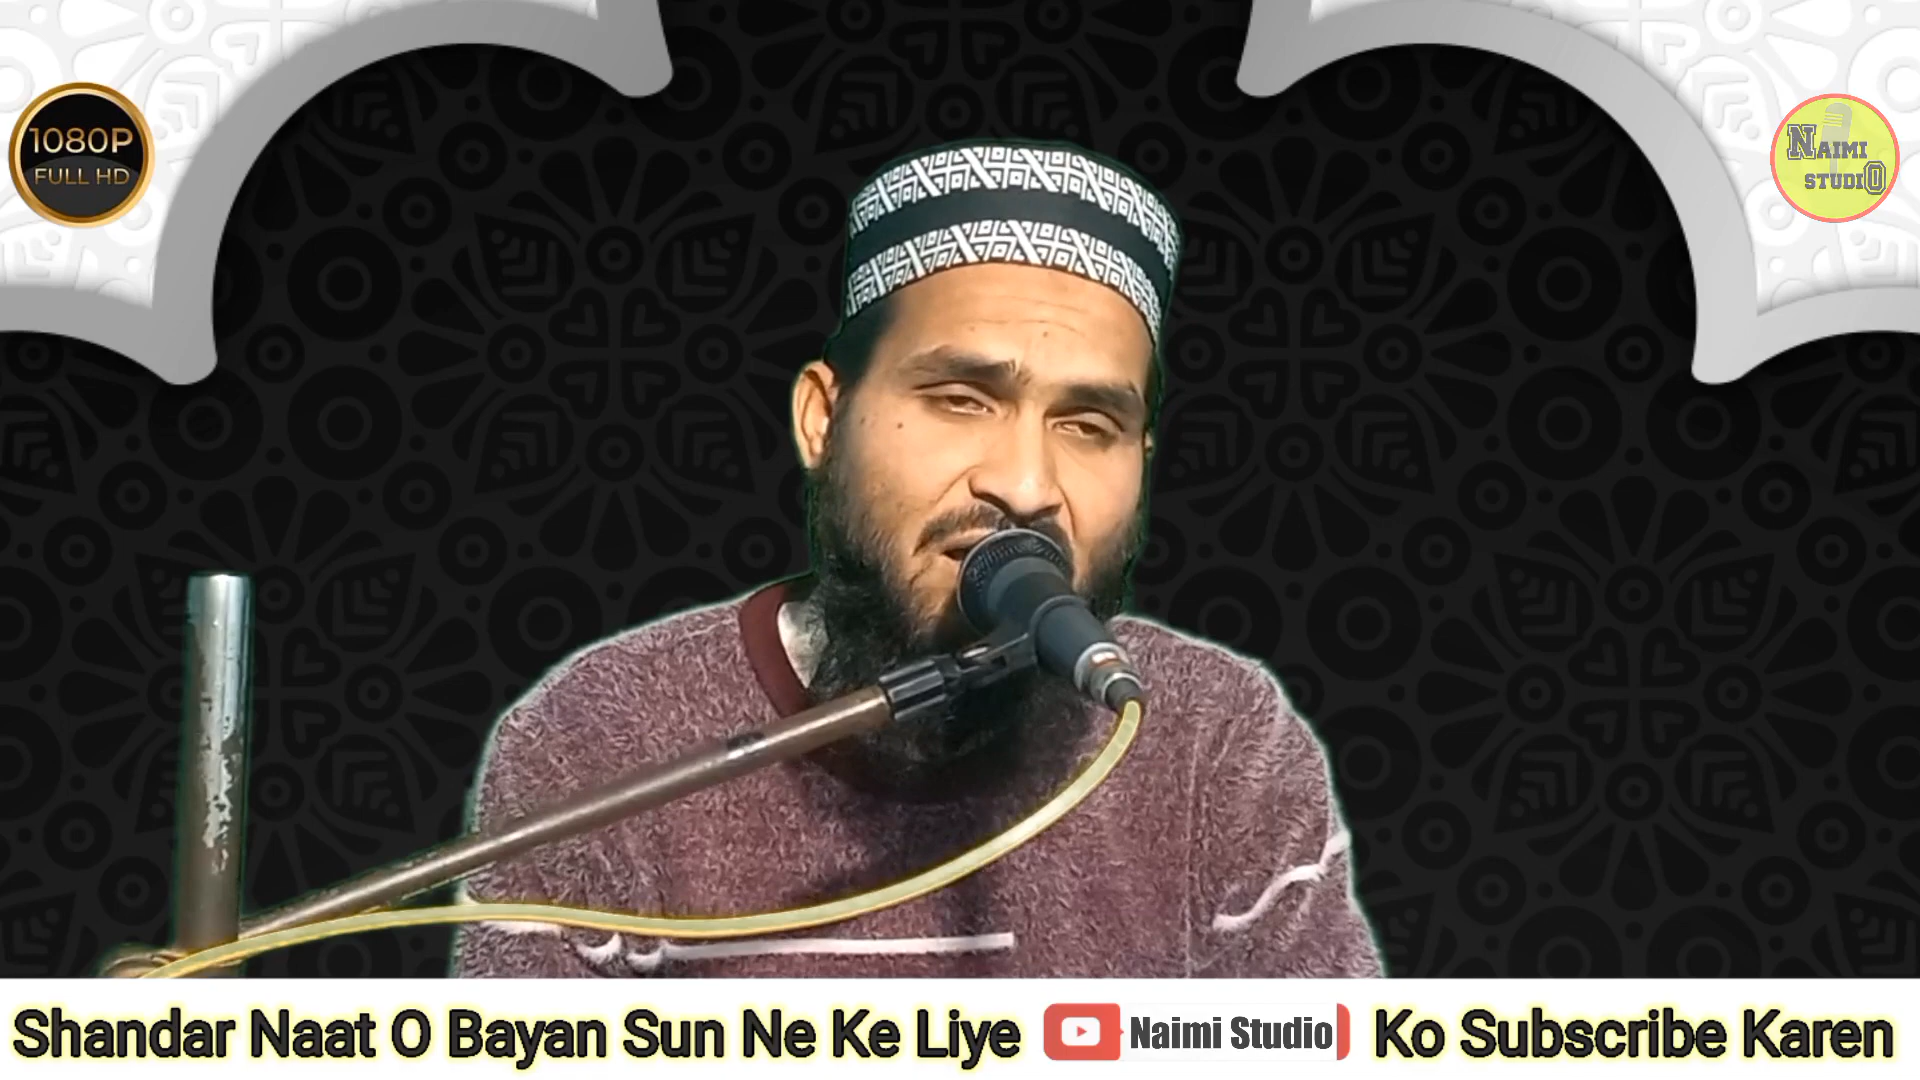 1080P
FULL HD
NAIMI
STUDIO
Shandar Naat O Bayan Sun Ne Ke Liye Naimi Studio Ko Subscribe Karen